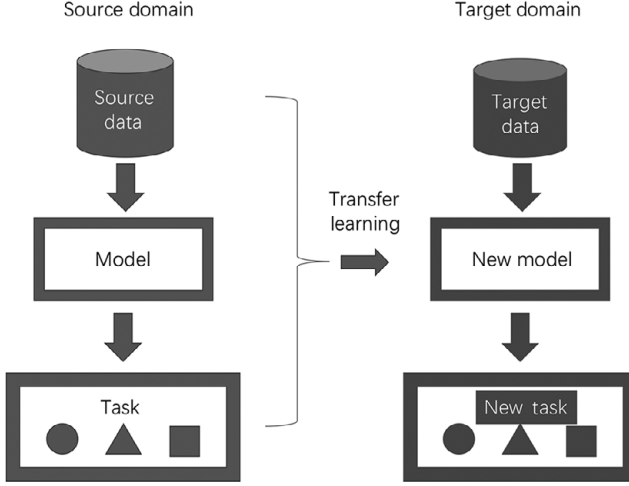 Source domain
Target domain
Source
data
Target
data
Transfer
learning
Model
New model
Task
New task